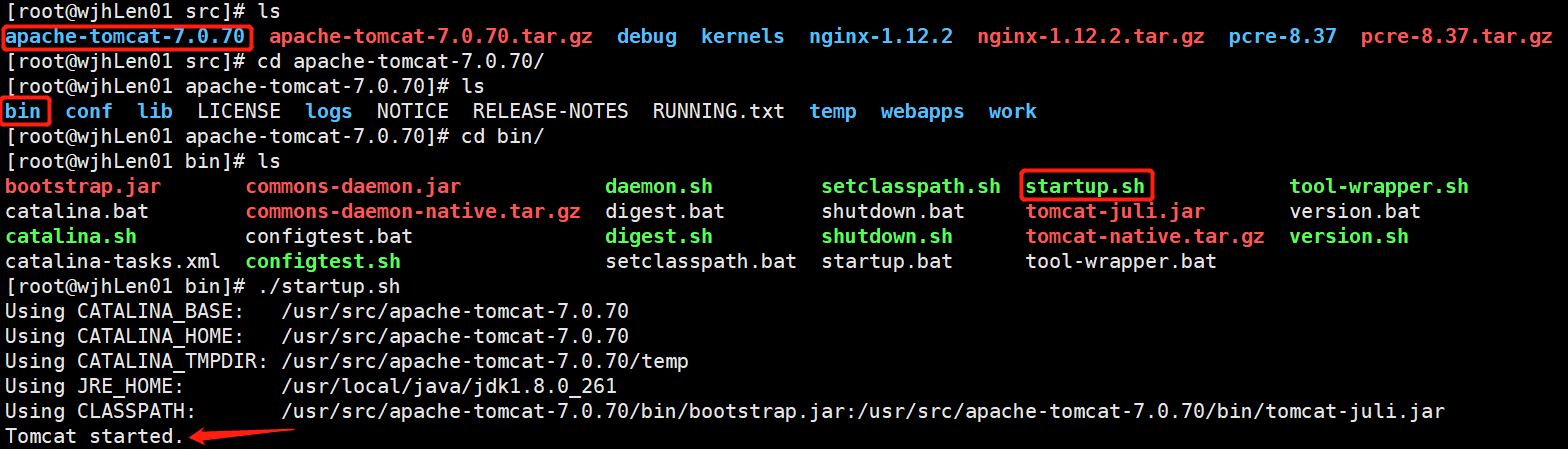 [root@wjhLen01 src]# ls
apache-tomcat-7.0.70  apache-tomcat-7.0.70.tar.gz  debug  kernels  nginx-1.12.2  nginx-1.12.2.tar.gz  pcre-8.37  pcre-8.37.tar.gz
[root@wjhLen01 src]# cd apache-tomcat-7.0.70/
[root@wjhLen01 apache-tomcat-7.0.70]# ls
bin  conf  lib  LICENSE  logs  NOTICE  RELEASE-NOTES  RUNNING.txt  temp  webapps  work
[root@wjhLen01 apache-tomcat-7.0.70]# cd bin/
[root@wjhLen01 bin]# ls
bootstrap.jar       commons-daemon.jar            daemon.sh         setclasspath.sh  startup.sh            tool-wrapper.sh
catalina.bat        commons-daemon-native.tar.gz  digest.bat        shutdown.bat     tomcat-juli.jar       version.bat
catalina.sh         configtest.bat                digest.sh         shutdown.sh      tomcat-native.tar.gz  version.sh
catalina-tasks.xml  configtest.sh                 setclasspath.bat  startup.bat      tool-wrapper.bat
[root@wjhLen01 bin]# ./startup.sh
Using CATALINA_BASE:   /usr/src/apache-tomcat-7.0.70
Using CATALINA_HOME:   /usr/src/apache-tomcat-7.0.70
Using CATALINA_TMPDIR: /usr/src/apache-tomcat-7.0.70/temp
Using JRE_HOME:        /usr/local/java/jdk1.8.0_261
Using CLASSPATH:       /usr/src/apache-tomcat-7.0.70/bin/bootstrap.jar:/usr/src/apache-tomcat-7.0.70/bin/tomcat-juli.jar
Tomcat started.